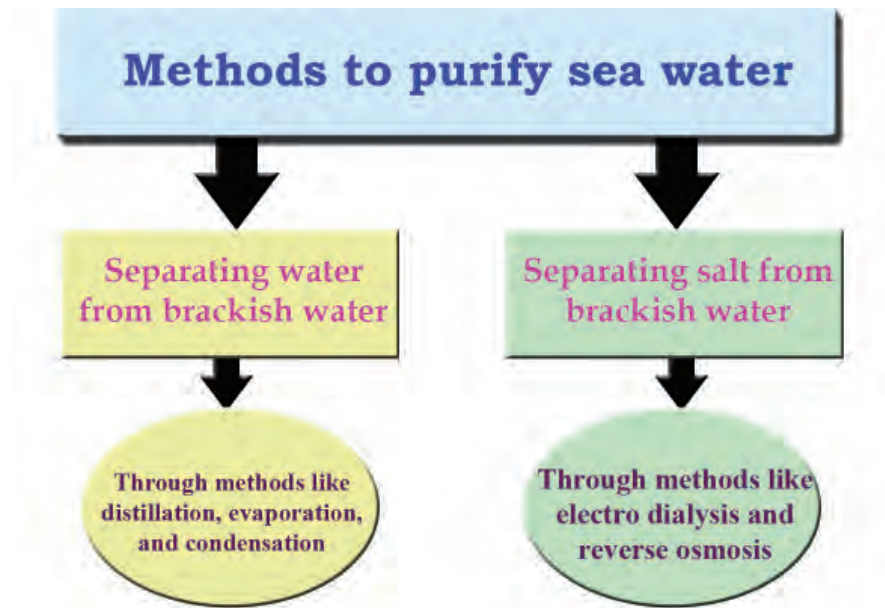 Methods to purify sea water
Separating water
from brackish water
Separating salt from
brackish water
Through methods like
distillation, evaporation,
and condensation
Through methods like
electro dialysis and
reverse osmosis